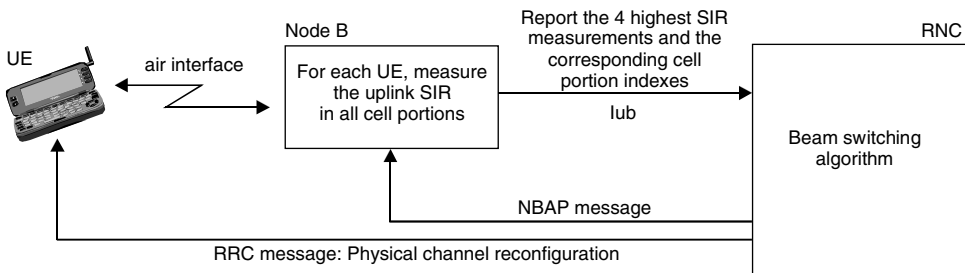 UE
air interface
Node B
For each UE, measure
the uplink SIR
in all cell portions
Report the 4 highest SIR
measurements and the
corresponding cell
portion indexes
Iub
RNC
Beam switching
algorithm
NBAP message
RRC message: Physical channel reconfiguration